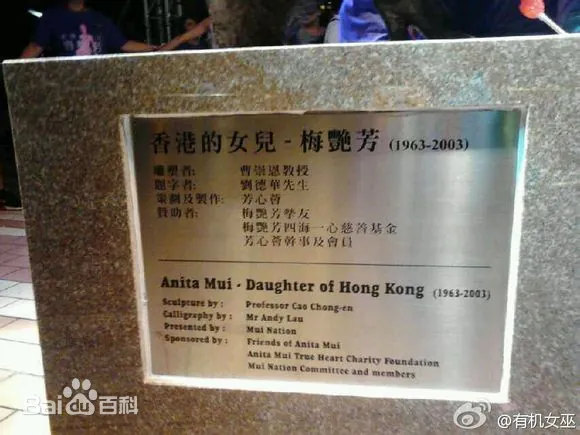 香港的女兒 - 梅艷芳 (1963-2003)
雕塑者: 曹崇恩教授
題字者: 劉德華先生
策劃及製作: 芳心薈
贊助者: 梅艷芳摯友
梅艷芳四海一心慈善基金
芳心薈幹事及會員
Anita Mui - Daughter of Hong Kong (1963-2003)
Sculpture by : Professor Cao Chong-en
Calligraphy by : Mr Andy Lau
Presented by : Mui Nation
Sponsored by : Friends of Anita Mui
Anita Mui True Heart Charity Foundation
Mui Nation Committee and members
Bai百科
@有机女巫